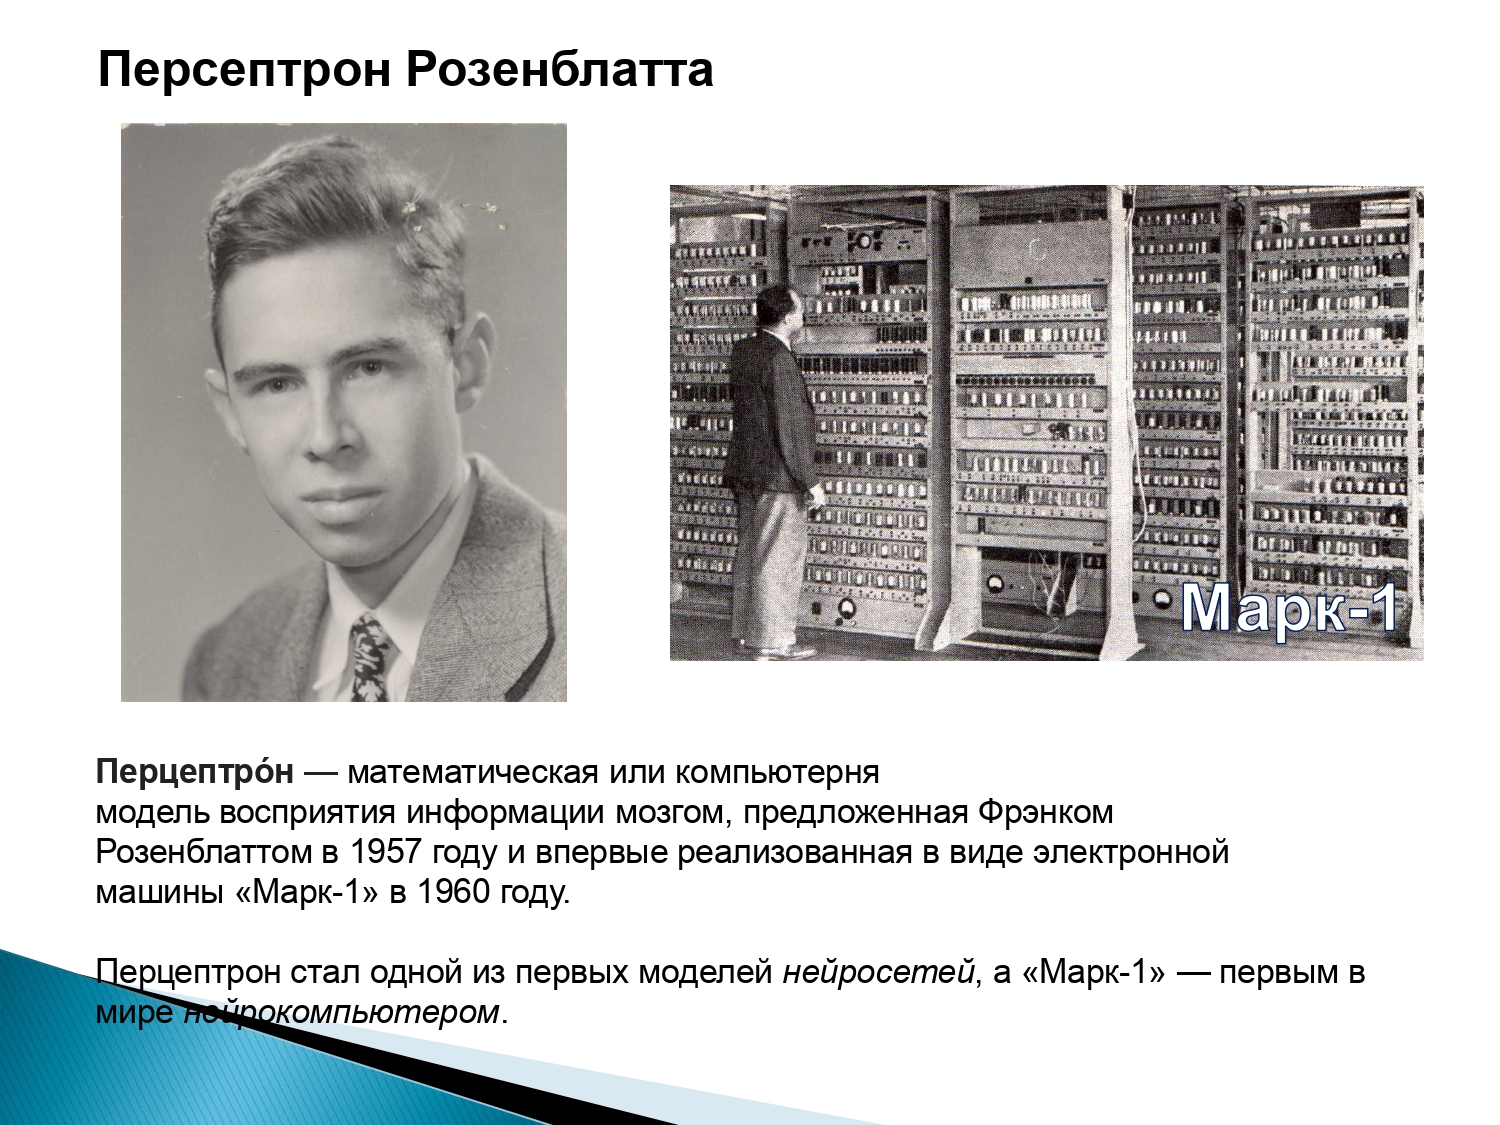 Персептрон Розенблатта
Марк-1
Перцептро́н — математическая или компьютерня
модель восприятия информации мозгом, предложенная Фрэнком
Розенблаттом в 1957 году и впервые реализованная в виде электронной
машины «Марк-1» в 1960 году.
Перцептрон стал одной из первых моделей нейросетей, а «Марк-1» — первым в
мире нейрокомпьютером.